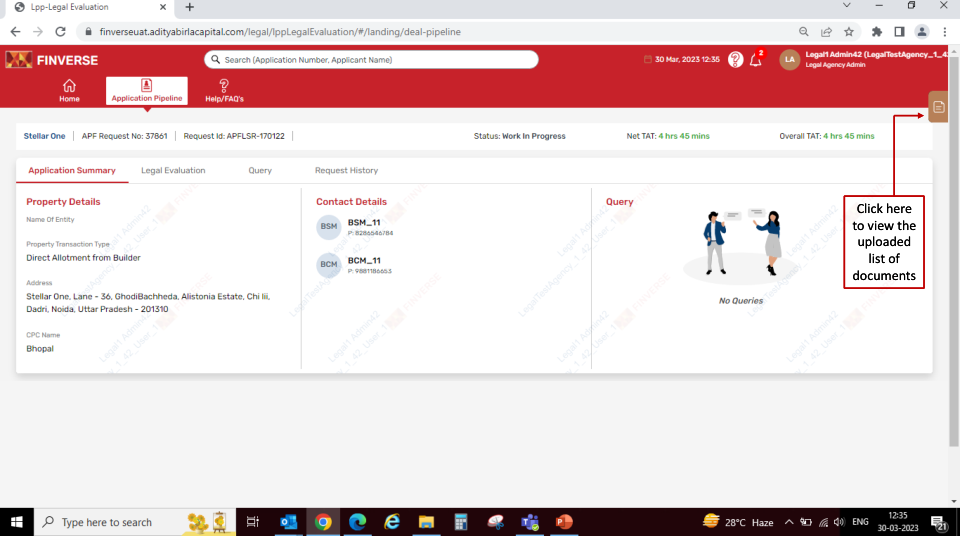 Lpp-Legal Evaluation
finverseuat.adityabirlacapital.com/legal/lppLegalEvaluation/#/landing/deal-pipeline
FINVERSE
Search (Application Number, Applicant Name)
30 Mar, 2023 12:35
2
LA
Legal1 Admin42 (LegalTestAgency_1_4
Legal Agency Admin
Home
Application Pipeline
Help/FAQ's
Stellar One
APF Request No: 37861
Request Id: APFLSR-170122
Status: Work In Progress
Net TAT: 4 hrs 45 mins
Overall TAT: 4 hrs 45 mins
Application Summary
Legal Evaluation
Query
Request History
Property Details
Name Of Entity
Property Transaction Type
Direct Allotment from Builder
Address
Stellar One, Lane - 36, GhodiBachheda, Alistonia Estate, Chi Iii,
Dadri, Noida, Uttar Pradesh - 201310
CPC Name
Bhopal
Contact Details
BSM
BSM_11
P: 8286546784
BCM
BCM_11
P: 9881186653
Query
No Queries
Click here
to view the
uploaded
list of
documents
Type here to search
28°C Haze
ENG
12:35
30-03-2023
21